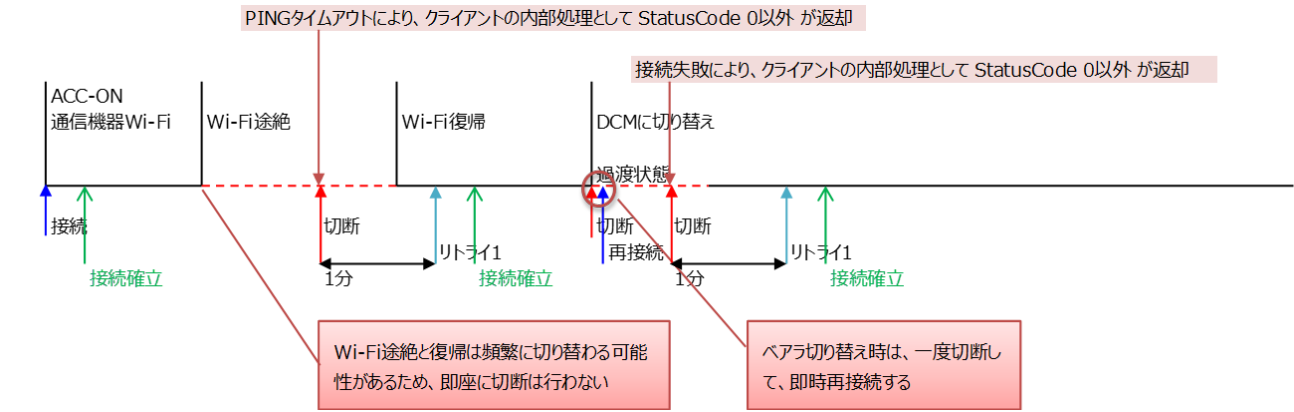 PINGタイムアウトにより、クライアントの内部処理として StatusCode 0以外 が返却
接続失敗により、クライアントの内部処理として StatusCode 0以外 が返却
ACC-ON
通信機器Wi-Fi
Wi-Fi途絶
Wi-Fi復帰
DCMに切り替え
過渡状態
接続
切断
切断
切断
リトライ1
再接続
リトライ1
接続確立
1分
接続確立
1分
接続確立
Wi-Fi途絶と復帰は頻繁に切り替わる可能
性があるため、即座に切断は行わない
ベアラ切り替え時は、一度切断し
て、即時再接続する